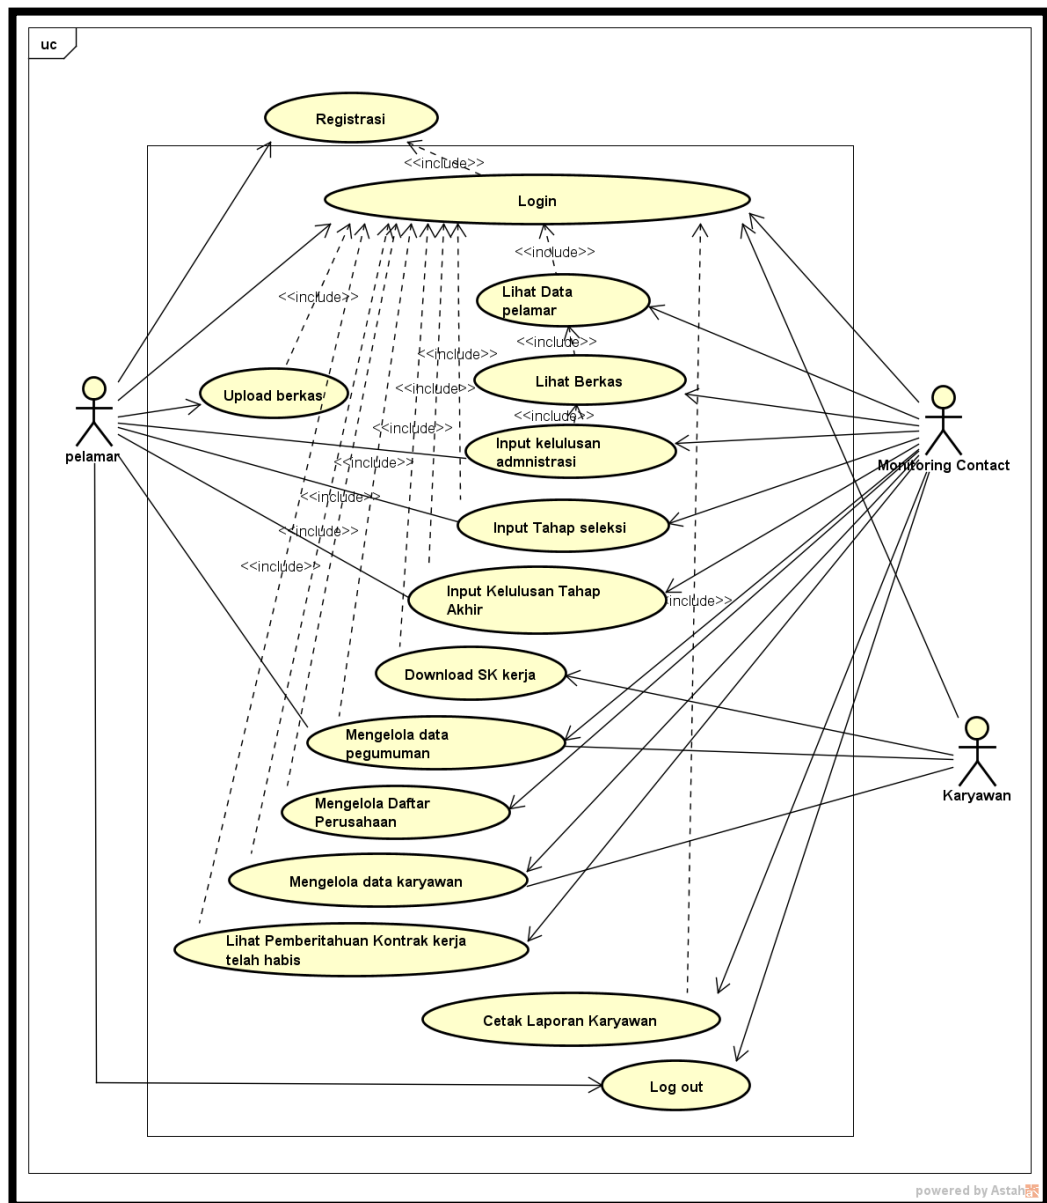 uc
Registrasi
<<include>>
Login
<<include>>
Lihat Data
pelamar
<<include>>
<<include>>
<<include>>
Lihat Berkas
Upload berkas
<<include>>
<<include>>
<<include>>
Input kelulusan
admnistrasi
pelamar
Monitoring Contact
<<include>>
<<include>>
Input Tahap seleksi
<<include>>
<<include>>
Input Kelulusan Tahap
Akhir
include>>
Download SK kerja
Mengelola data
pegumuman
Karyawan
Mengelola Daftar
Perusahaan
Mengelola data karyawan
Lihat Pemberitahuan Kontrak kerja
telah habis
Cetak Laporan Karyawan
Log out
powered by Astah